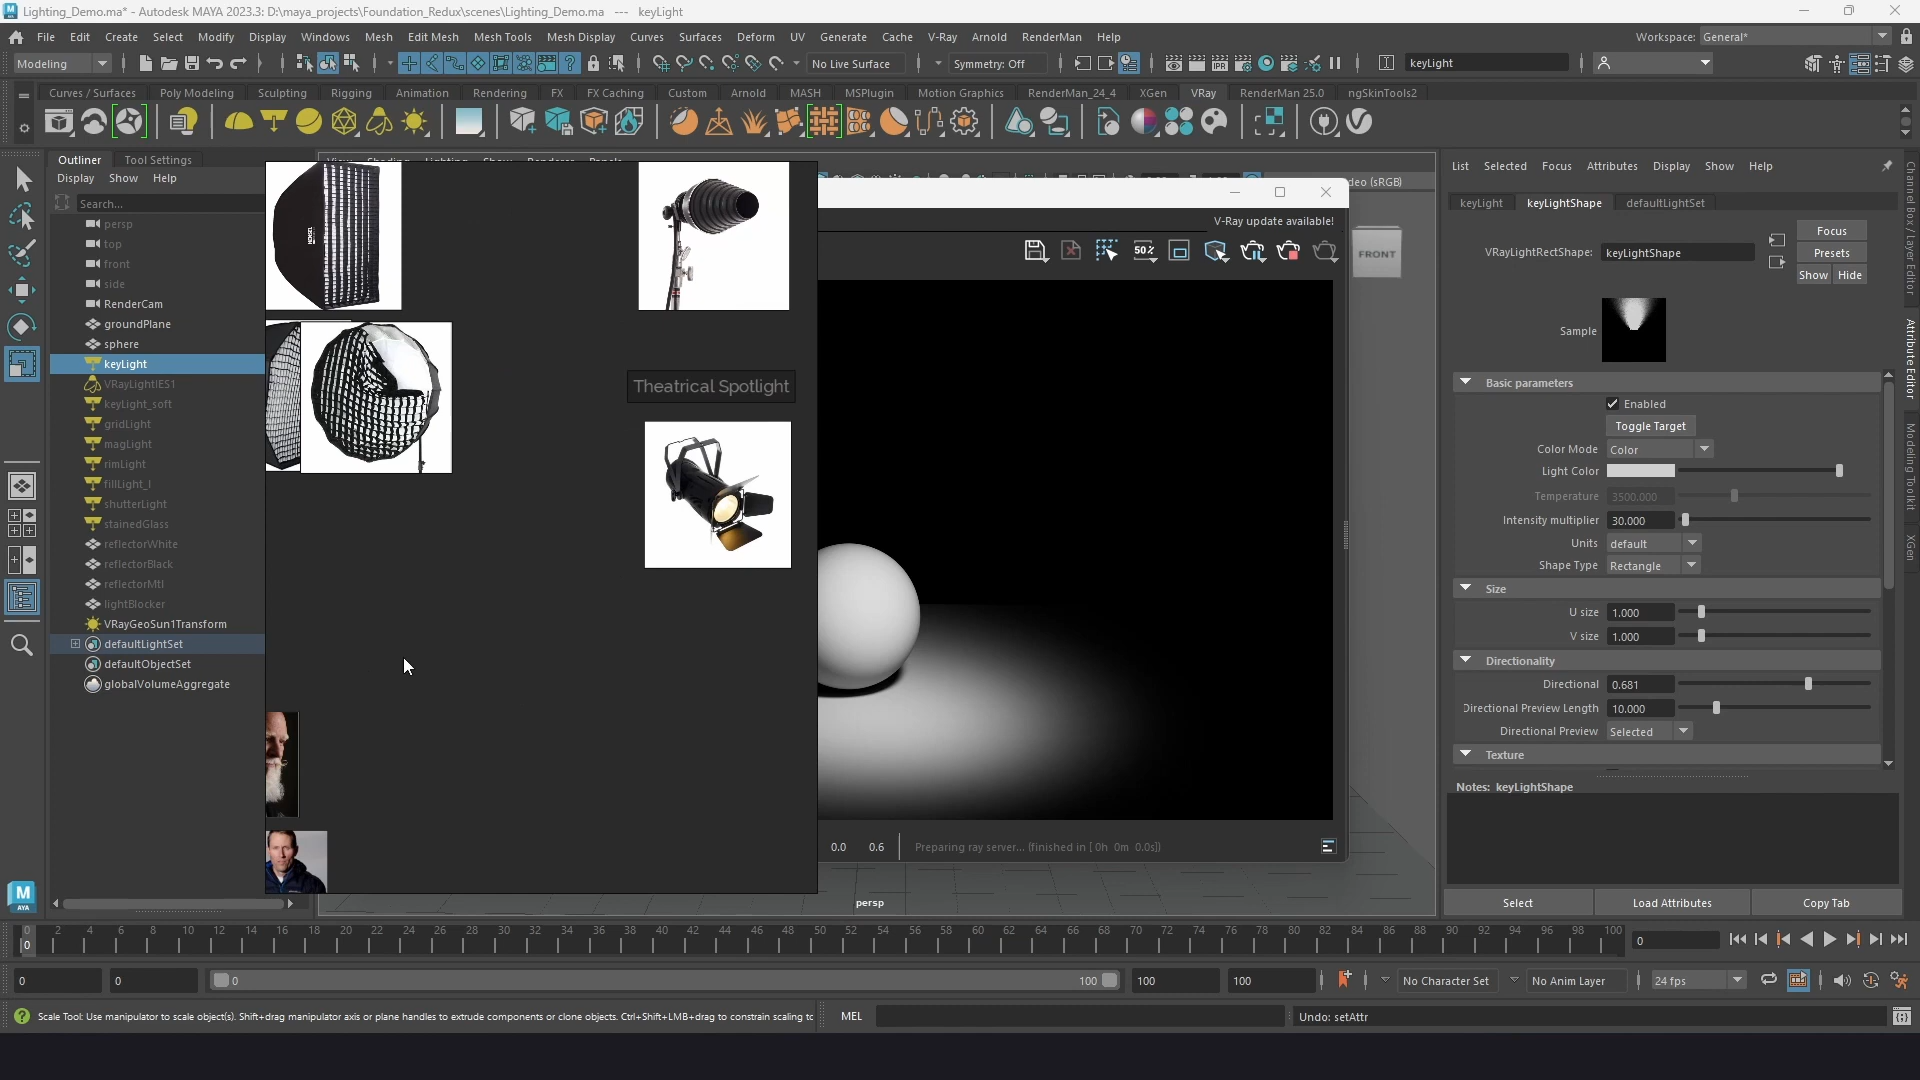 Lighting_Demo.ma* - Autodesk MAYA 2023.3: D:\maya_projects\Foundation_Redux\scenes\Lighting_Demo.ma --- keyLight
File Edit Create Select Modify Display Windows Mesh Edit Mesh Mesh Tools Mesh Display Curves Surfaces Deform UV Generate Cache V-Ray Arnold RenderMan Help
Workspace: General*
Modeling
No Live Surface
Symmetry: Off
keyLight
Curves / Surfaces Poly Modeling Sculpting Rigging Animation Rendering FX FX Caching Custom Arnold MASH MSPlugin Motion Graphics RenderMan_24_4 XGen VRay RenderMan 25.0 ngSkinTools2
Outliner Tool Settings
Display Show Help
Search...
persp
top
front
side
RenderCam
groundPlane
sphere
keyLight
VRayLightIES1
keyLight_soft
gridLight
magLight
rimLight
fillLight_l
shutterLight
stainedGlass
reflectorWhite
reflectorBlack
reflectorMtl
lightBlocker
VRayGeoSun1Transform
defaultLightSet
defaultObjectSet
globalVolumeAggregate
Theatrical Spotlight
deo (sRGB)
V-Ray update available!
50%
FRONT
0.0 0.6
Preparing ray server... (finished in [ 0h 0m 0.0s])
persp
List Selected Focus Attributes Display Show Help
keyLight keyLightShape defaultLightSet
VRayLightRectShape: keyLightShape
Focus
Presets
Show Hide
Sample
Basic parameters
Enabled
Toggle Target
Color Mode Color
Light Color
Temperature 3500.000
Intensity multiplier 30.000
Units default
Shape Type Rectangle
Size
U size 1.000
V size 1.000
Directionality
Directional 0.681
Directional Preview Length 10.000
Directional Preview Selected
Texture
Notes: keyLightShape
Select Load Attributes Copy Tab
Channel Box / Layer Editor
Attribute Editor
Modeling Toolkit
XGen
0 2 4 6 8 10 12 14 16 18 20 22 24 26 28 30 32 34 36 38 40 42 44 46 48 50 52 54 56 58 60 62 64 66 68 70 72 74 76 78 80 82 84 86 88 90 92 94 96 98 100
0
0
0 0 0 100 100 100
No Character Set
No Anim Layer
24 fps
Scale Tool: Use manipulator to scale object(s). Shift+drag manipulator axis or plane handles to extrude components or clone objects. Ctrl+Shift+LMB+drag to constrain scaling to
MEL
Undo: setAttr